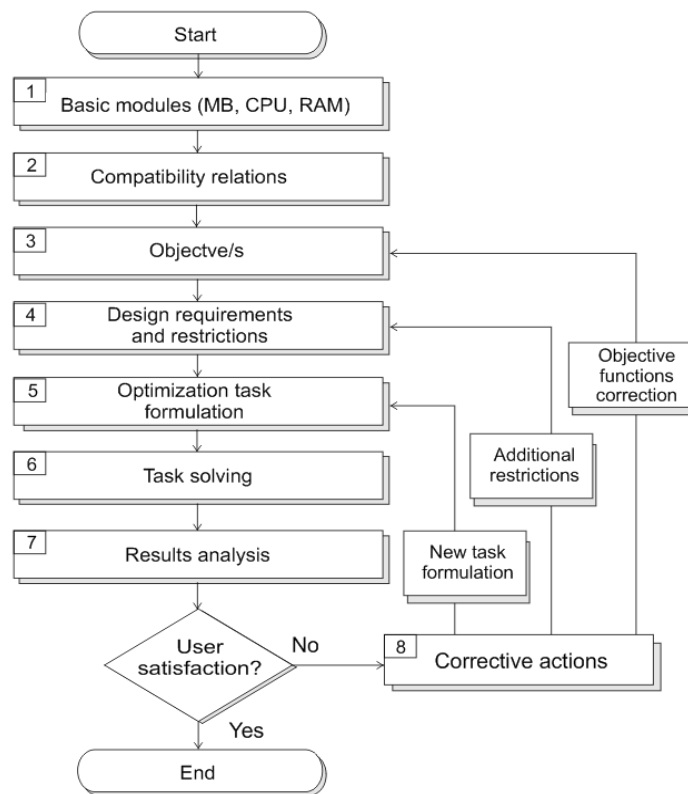 Start
1
Basic modules (MB, CPU, RAM)
2
Compatibility relations
3
Objectve/s
4
Design requirements
and restrictions
5
Optimization task
formulation
6
Task solving
7
Results analysis
User
satisfaction?
No
Yes
End
8
Corrective actions
New task
formulation
Additional
restrictions
Objective
functions
correction